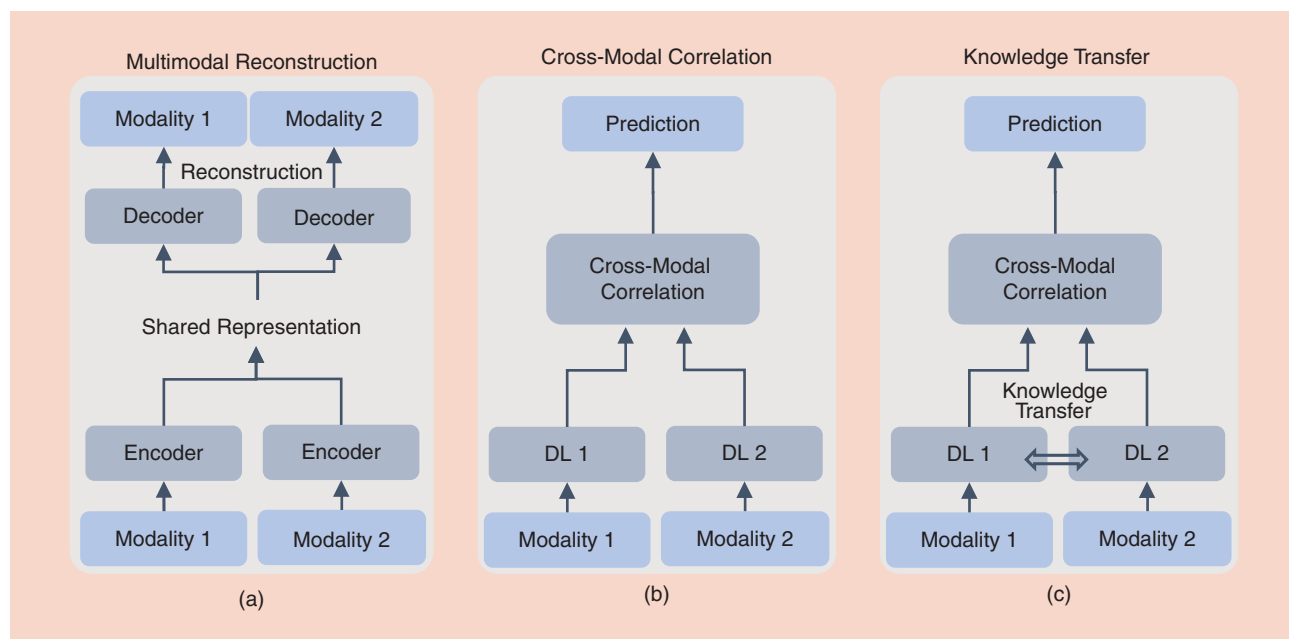 Multimodal Reconstruction
Modality 1
Modality 2
Reconstruction
Decoder
Decoder
Shared Representation
Encoder
Encoder
Modality 1
Modality 2
(a)
Cross-Modal Correlation
Prediction
Cross-Modal
Correlation
DL 1
DL 2
Modality 1
Modality 2
(b)
Knowledge Transfer
Prediction
Cross-Modal
Correlation
Knowledge
Transfer
DL 1
DL 2
Modality 1
Modality 2
(c)